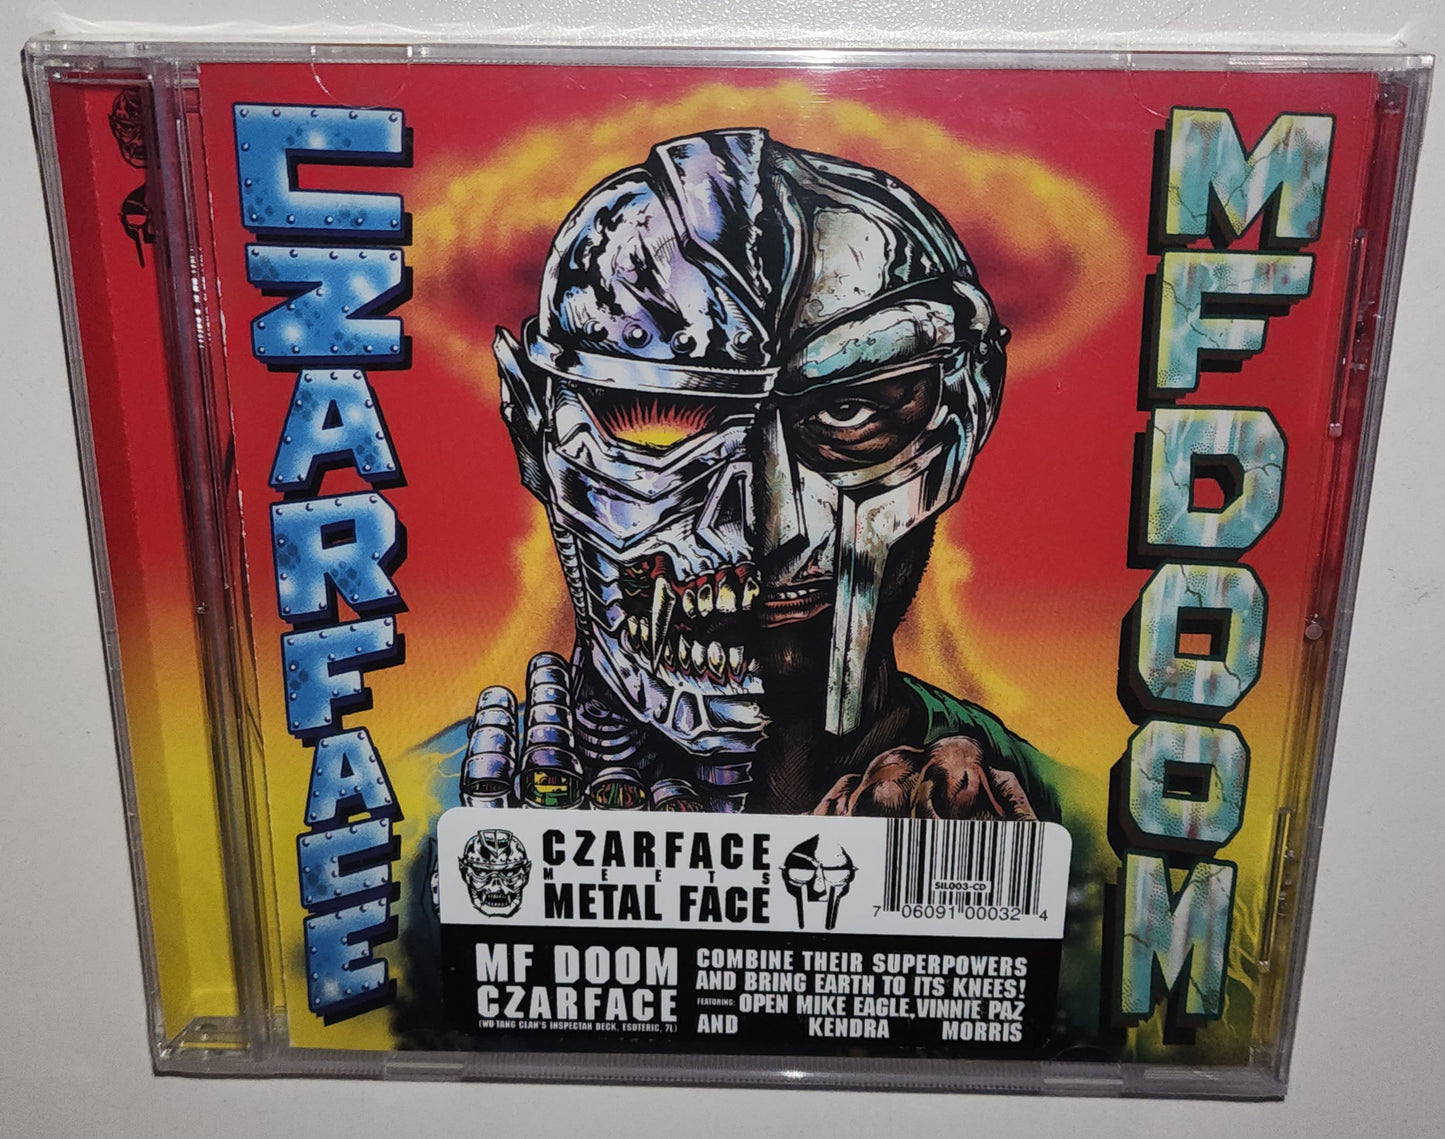 CZARFACE
MF DOOM
CZARFACE
MEETS
METAL FACE
SIL003-CD
7 06091 00032 4
MF DOOM
CZARFACE
(WU-TANG CLAN'S INSPECTAH DECK, ESOTERIC, 7L)
COMBINE THEIR SUPERPOWERS
AND BRING EARTH TO ITS KNEES!
FEATURING: OPEN MIKE EAGLE, VINNIE PAZ
AND KENDRA MORRIS